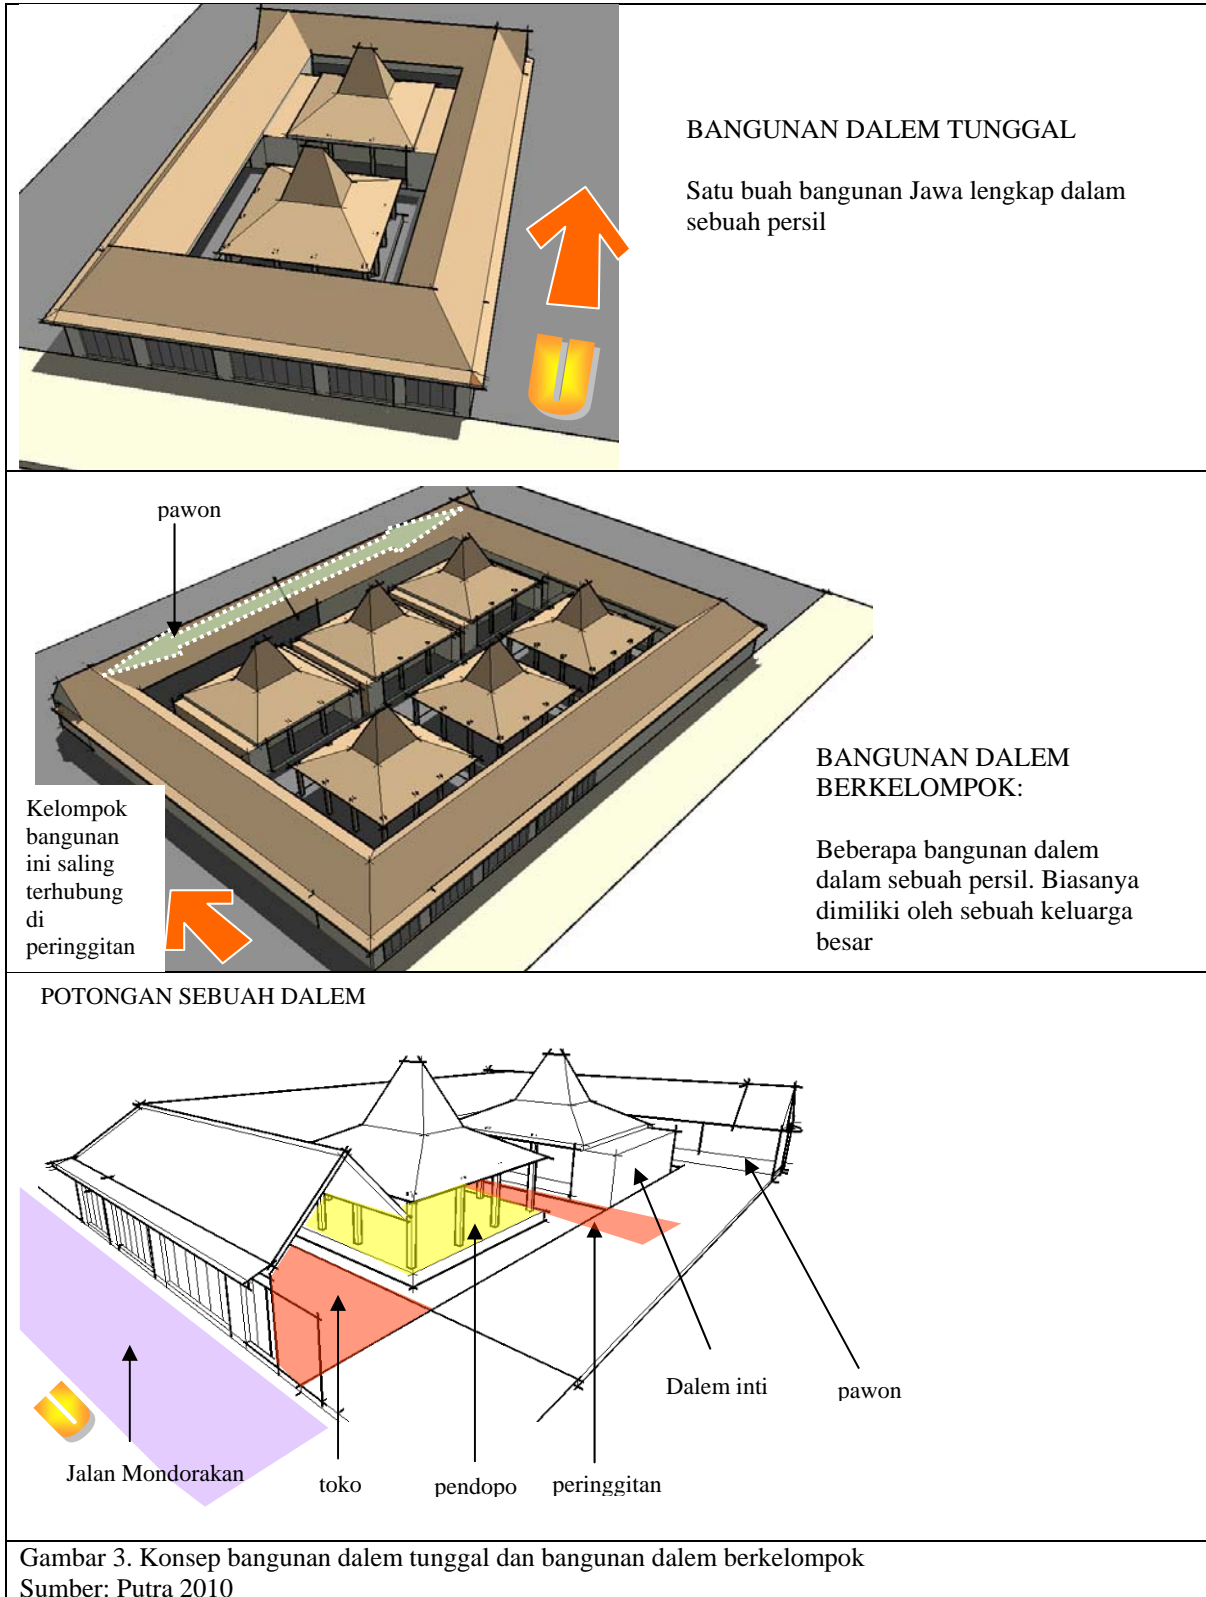 BANGUNAN DALEM TUNGGAL
Satu buah bangunan Jawa lengkap dalam
sebuah persil
U
pawon
Kelompok
bangunan
ini saling
terhubung
di
peringgitan
BANGUNAN DALEM
BERKELOMPOK:
Beberapa bangunan dalem
dalam sebuah persil. Biasanya
dimiliki oleh sebuah keluarga
besar
POTONGAN SEBUAH DALEM
U
Dalem inti
pawon
Jalan Mondorakan
toko
pendopo
peringgitan
Gambar 3. Konsep bangunan dalem tunggal dan bangunan dalem berkelompok
Sumber: Putra 2010